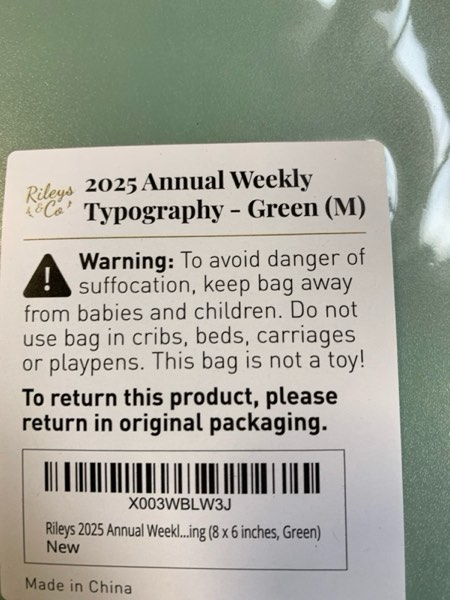 Rileys
& Co'
2025 Annual Weekly
Typography - Green (M)
Warning: To avoid danger of
suffocation, keep bag away
from babies and children. Do not
use bag in cribs, beds, carriages
or playpens. This bag is not a toy!
To return this product, please
return in original packaging.
X003WBLW3J
Rileys 2025 Annual Weekl...ing (8 x 6 inches, Green)
New
Made in China